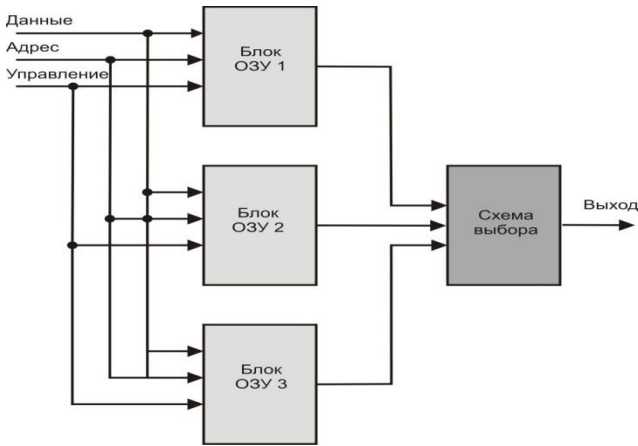 Данные
Адрес
Управление
Блок
ОЗУ 1
Блок
ОЗУ 2
Схема
выбора
Выход
Блок
ОЗУ 3